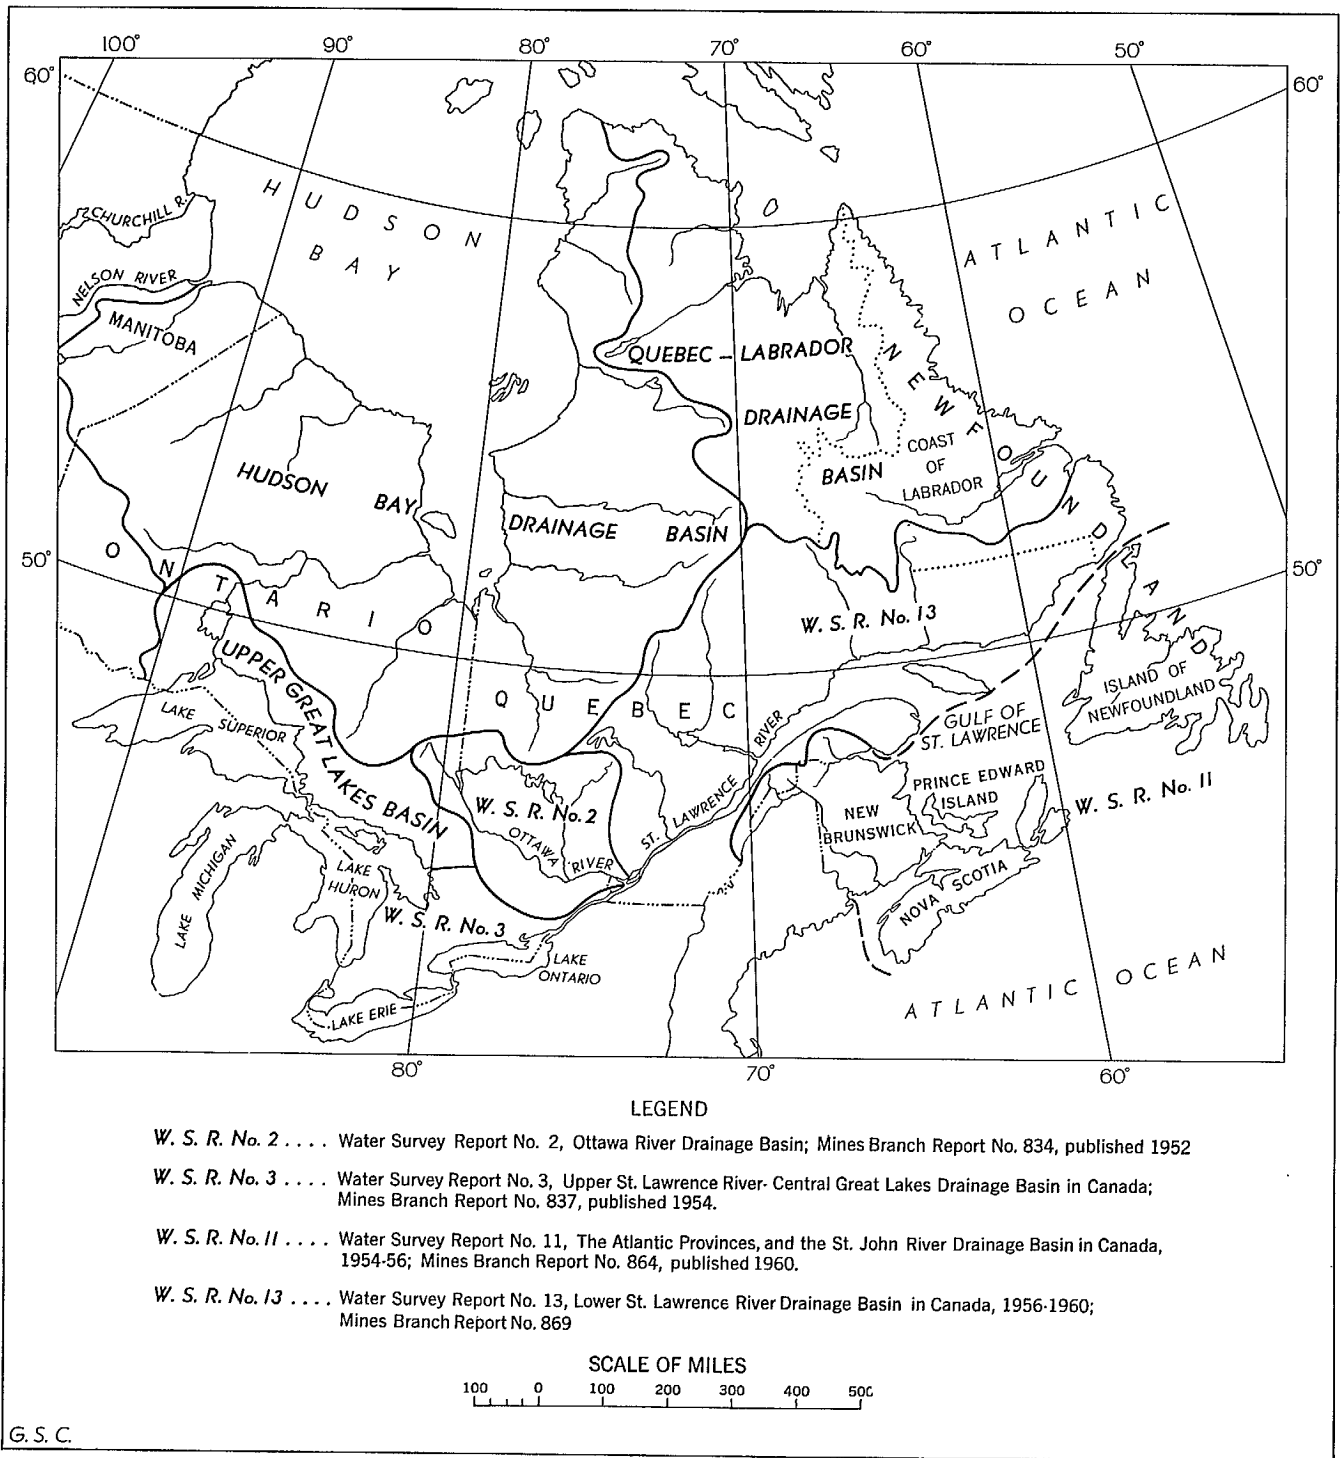 100° 90° 80° 70° 60° 50°
60° 60°
HUDSON
BAY
ATLANTIC
OCEAN
CHURCHILL R.
NELSON RIVER
MANITOBA
QUEBEC – LABRADOR
DRAINAGE
BASIN
NEWFOUNDLAND
COAST
OF
LABRADOR
HUDSON BAY
DRAINAGE BASIN
50° 50°
ONTARIO
W. S. R. No. 13
UPPER GREAT LAKES BASIN
QUEBEC
ISLAND OF
NEWFOUNDLAND
LAKE SUPERIOR
GULF OF
ST. LAWRENCE
ST. LAWRENCE RIVER
PRINCE EDWARD
ISLAND
W. S. R. No. 11
W. S. R. No. 2
OTTAWA RIVER
NEW
BRUNSWICK
LAKE MICHIGAN
LAKE
HURON
NOVA SCOTIA
W. S. R. No. 3
LAKE
ONTARIO
LAKE ERIE
ATLANTIC OCEAN
80° 70° 60°
LEGEND
W. S. R. No. 2 .... Water Survey Report No. 2, Ottawa River Drainage Basin; Mines Branch Report No. 834, published 1952
W. S. R. No. 3 .... Water Survey Report No. 3, Upper St. Lawrence River- Central Great Lakes Drainage Basin in Canada;
Mines Branch Report No. 837, published 1954.
W. S. R. No. 11 .... Water Survey Report No. 11, The Atlantic Provinces, and the St. John River Drainage Basin in Canada,
1954-56; Mines Branch Report No. 864, published 1960.
W. S. R. No. 13 .... Water Survey Report No. 13, Lower St. Lawrence River Drainage Basin in Canada, 1956-1960;
Mines Branch Report No. 869
SCALE OF MILES
100 0 100 200 300 400 500
G. S. C.